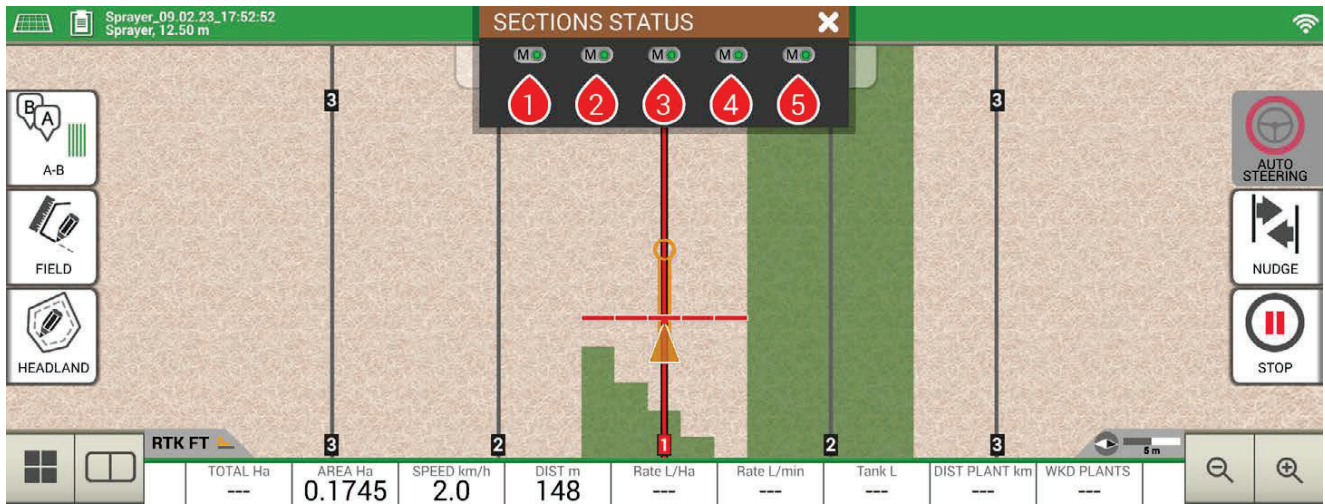 Sprayer_09.02.23_17:52:52
Sprayer, 12.50 m
SECTIONS STATUS
M M M M M
1 2 3 4 5
3 3
B A
A-B
AUTO
STEERING
FIELD
NUDGE
HEADLAND
STOP
RTK FT
3 2 1 2 3
5 m
TOTAL Ha AREA Ha SPEED km/h DIST m Rate L/Ha Rate L/min Tank L DIST PLANT km WKD PLANTS
--- 0.1745 2.0 148 --- --- --- --- ---